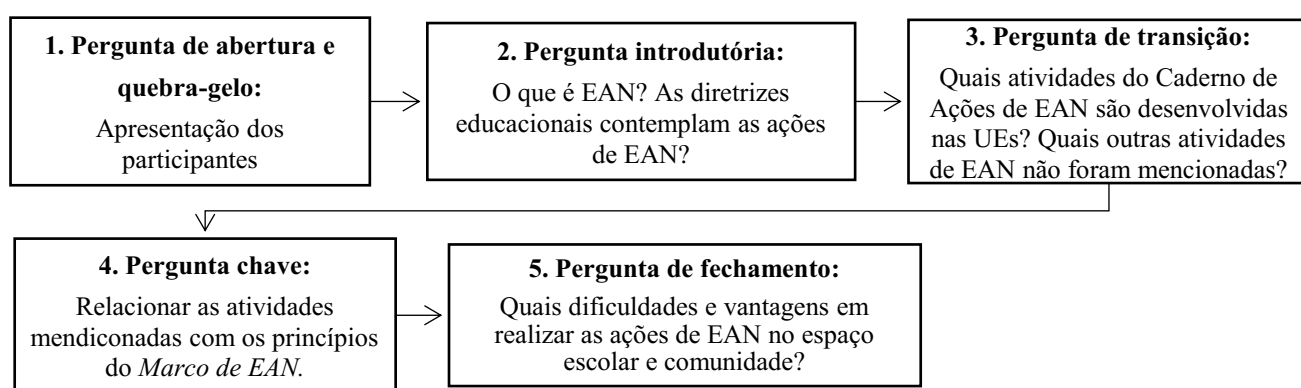 1. Pergunta de abertura e
quebra-gelo:
Apresentação dos
participantes
2. Pergunta introdutória:
O que é EAN? As diretrizes
educacionais contemplam as ações
de EAN?
3. Pergunta de transição:
Quais atividades do Caderno de
Ações de EAN são desenvolvidas
nas UEs? Quais outras atividades
de EAN não foram mencionadas?
4. Pergunta chave:
Relacionar as atividades
mendiconadas com os princípios
do Marco de EAN.
5. Pergunta de fechamento:
Quais dificuldades e vantagens em
realizar as ações de EAN no espaço
escolar e comunidade?